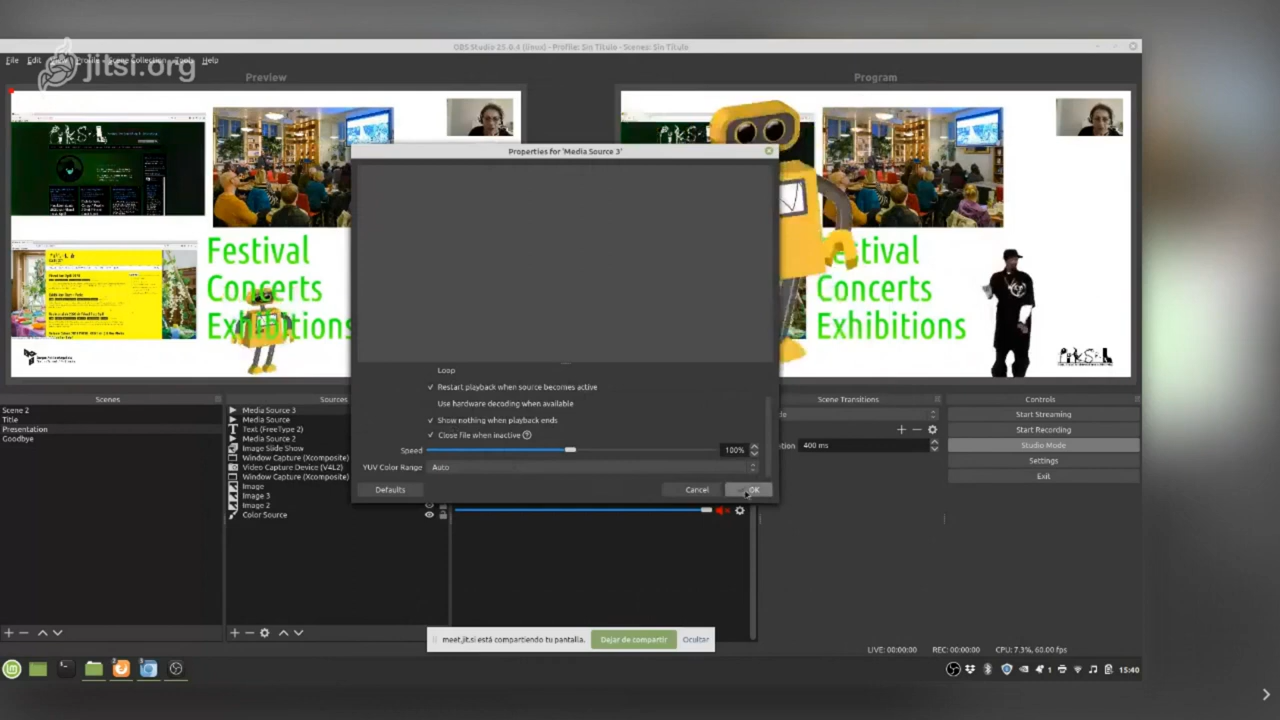 OBS Studio 25.0.4 (linux) - Profile: Sin Título - Scenes: Sin Título
jitsi.org
File Edit View Profile Scene Collection Tools Help
Preview
Program
Properties for 'Media Source 3'
Festival
Concerts
Exhibitions
stival
Concerts
Exhibitions
Loop
Restart playback when source becomes active
Use hardware decoding when available
Show nothing when playback ends
Close file when inactive
Speed
100%
YUV Color Range
Auto
Defaults
Cancel
OK
Scenes
Scene 2
Title
Presentation
Goodbye
Sources
Media Source 3
Media Source
Text (FreeType 2)
Media Source 2
Image Slide Show
Window Capture (Xcomposite)
Video Capture Device (V4L2)
Window Capture (Xcomposite)
Image
Image 3
Image 2
Color Source
Scene Transitions
400 ms
Controls
Start Streaming
Start Recording
Studio Mode
Settings
Exit
meet.jit.si está compartiendo tu pantalla.
Dejar de compartir
Ocultar
LIVE: 00:00:00
REC: 00:00:00
CPU: 7.3%, 60.00 fps
15:40